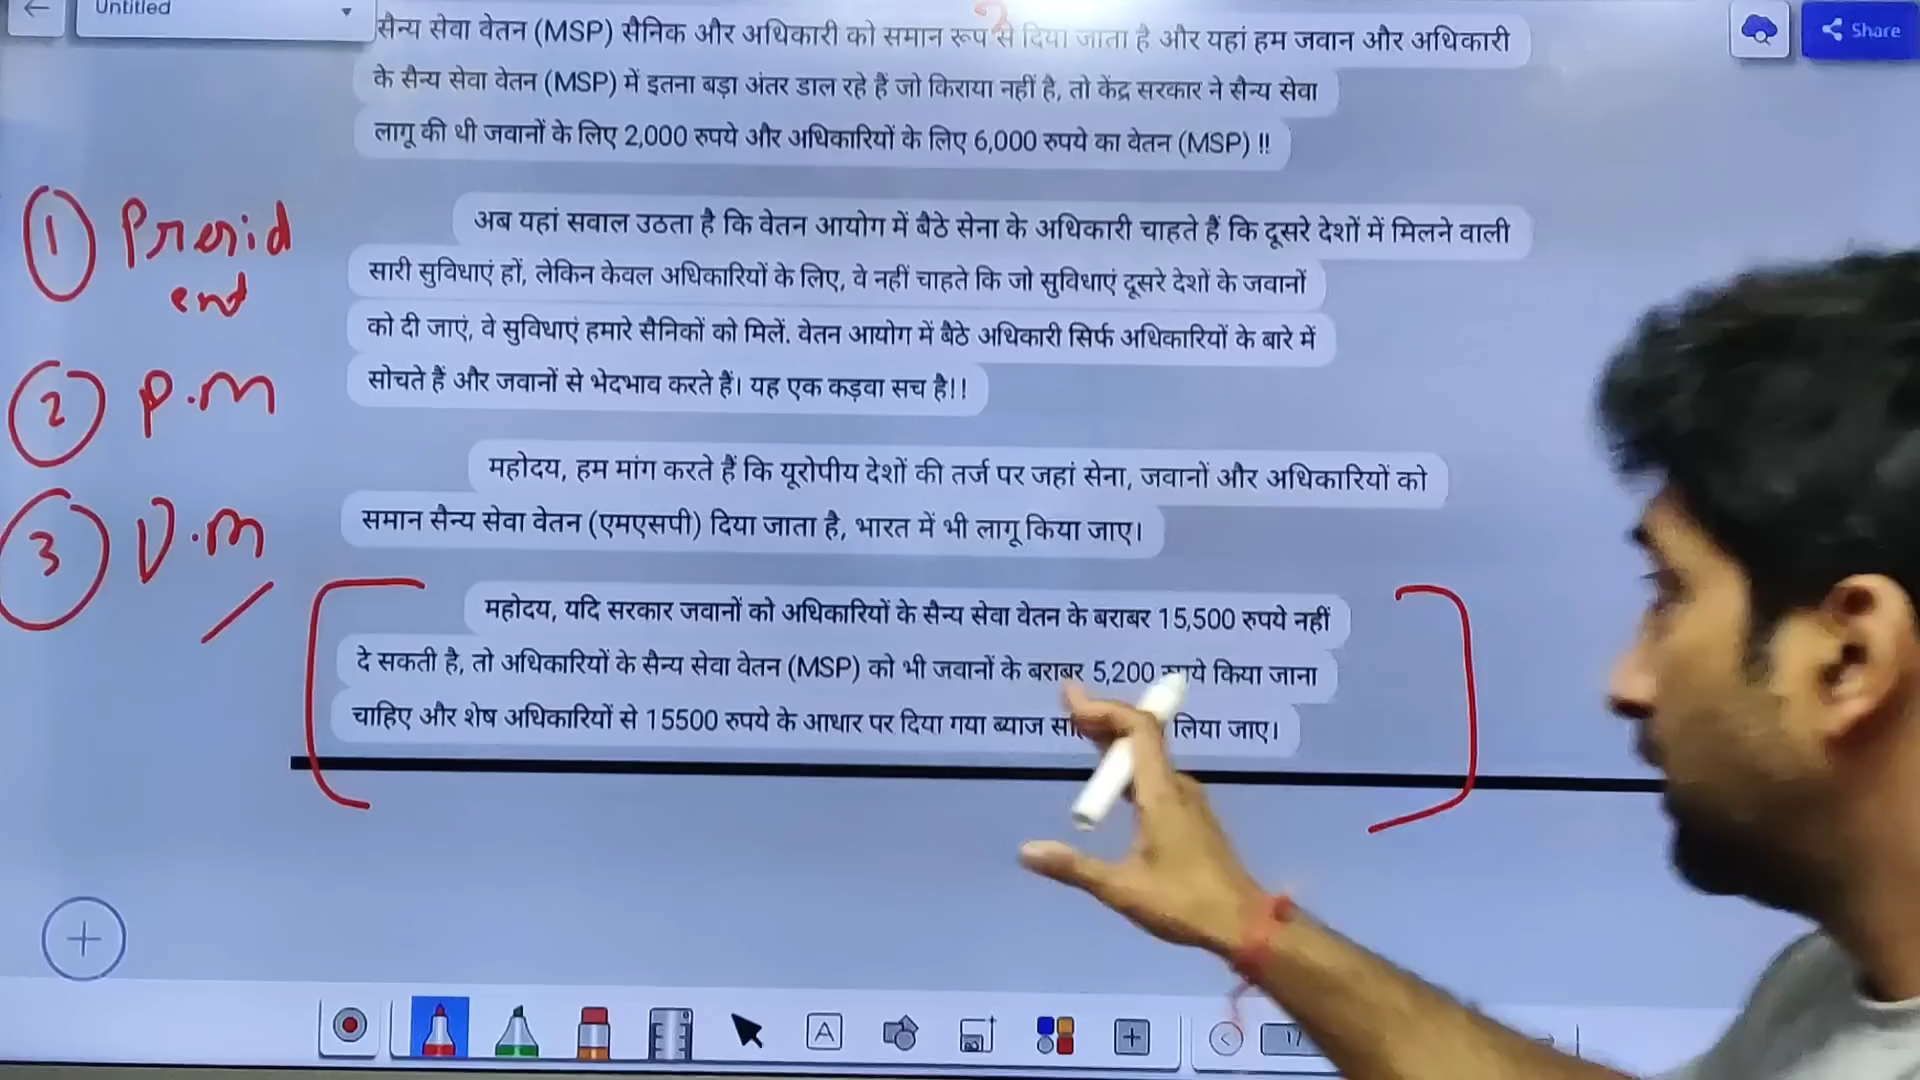 Untitled
Share
सैन्य सेवा वेतन (MSP) सैनिक और अधिकारी को समान रूप से दिया जाता है और यहां हम जवान और अधिकारी
के सैन्य सेवा वेतन (MSP) में इतना बड़ा अंतर डाल रहे हैं जो किराया नहीं है, तो केंद्र सरकार ने सैन्य सेवा
लागू की थी जवानों के लिए 2,000 रुपये और अधिकारियों के लिए 6,000 रुपये का वेतन (MSP) !!
अब यहां सवाल उठता है कि वेतन आयोग में बैठे सेना के अधिकारी चाहते हैं कि दूसरे देशों में मिलने वाली
सारी सुविधाएं हों, लेकिन केवल अधिकारियों के लिए, वे नहीं चाहते कि जो सुविधाएं दूसरे देशों के जवानों
को दी जाएं, वे सुविधाएं हमारे सैनिकों को मिलें. वेतन आयोग में बैठे अधिकारी सिर्फ अधिकारियों के बारे में
सोचते हैं और जवानों से भेदभाव करते हैं। यह एक कड़वा सच है!!
महोदय, हम मांग करते हैं कि यूरोपीय देशों की तर्ज पर जहां सेना, जवानों और अधिकारियों को
समान सैन्य सेवा वेतन (एमएसपी) दिया जाता है, भारत में भी लागू किया जाए।
महोदय, यदि सरकार जवानों को अधिकारियों के सैन्य सेवा वेतन के बराबर 15,500 रुपये नहीं
दे सकती है, तो अधिकारियों के सैन्य सेवा वेतन (MSP) को भी जवानों के बराबर 5,200 किया जाना
चाहिए और शेष अधिकारियों से 15500 रुपये के आधार पर दिया गया ब्याज लिया जाए।
1 Presid
ent
2 P.M
3 D.M
A